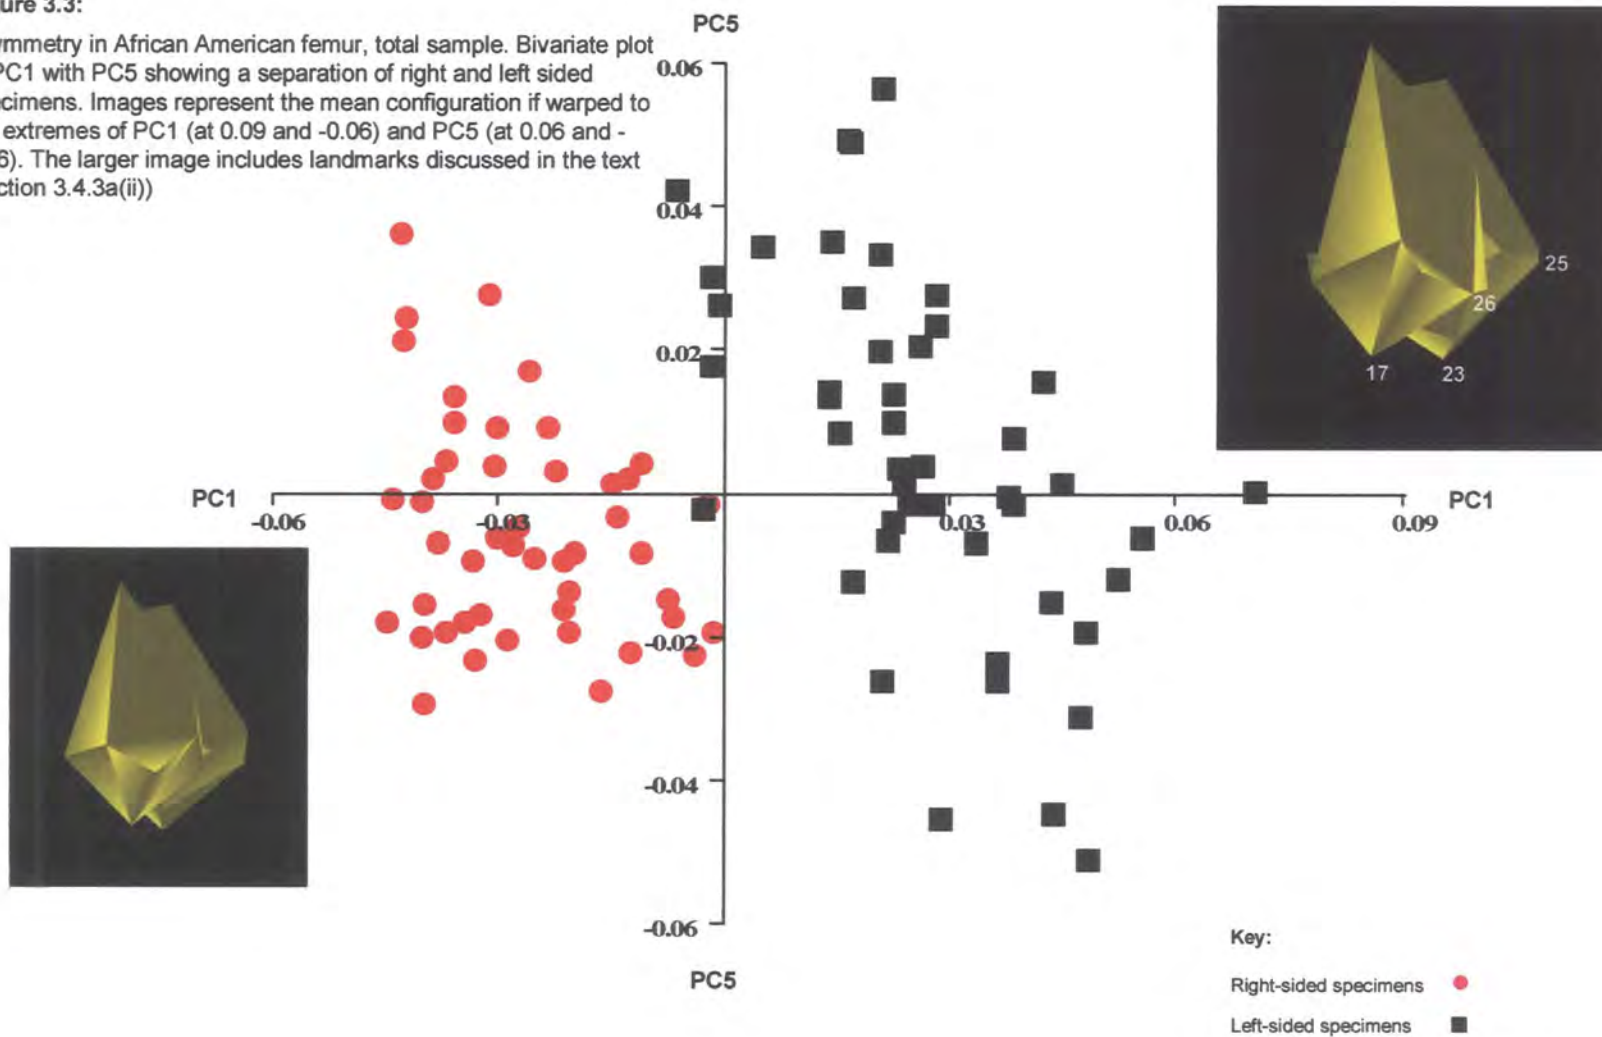 ure 3.3:
mmetry in African American femur, total sample. Bivariate plot
PC1 with PC5 showing a separation of right and left sided
cimens. Images represent the mean configuration if warped to
extremes of PC1 (at 0.09 and -0.06) and PC5 (at 0.06 and -
6). The larger image includes landmarks discussed in the text
ction 3.4.3a(ii))
PC5
0.06
0.04
0.02
25
26
17
23
PC1
-0.06
-0.03
0.03
0.06
0.09
PC1
-0.02
-0.04
-0.06
PC5
Key:
Right-sided specimens
Left-sided specimens